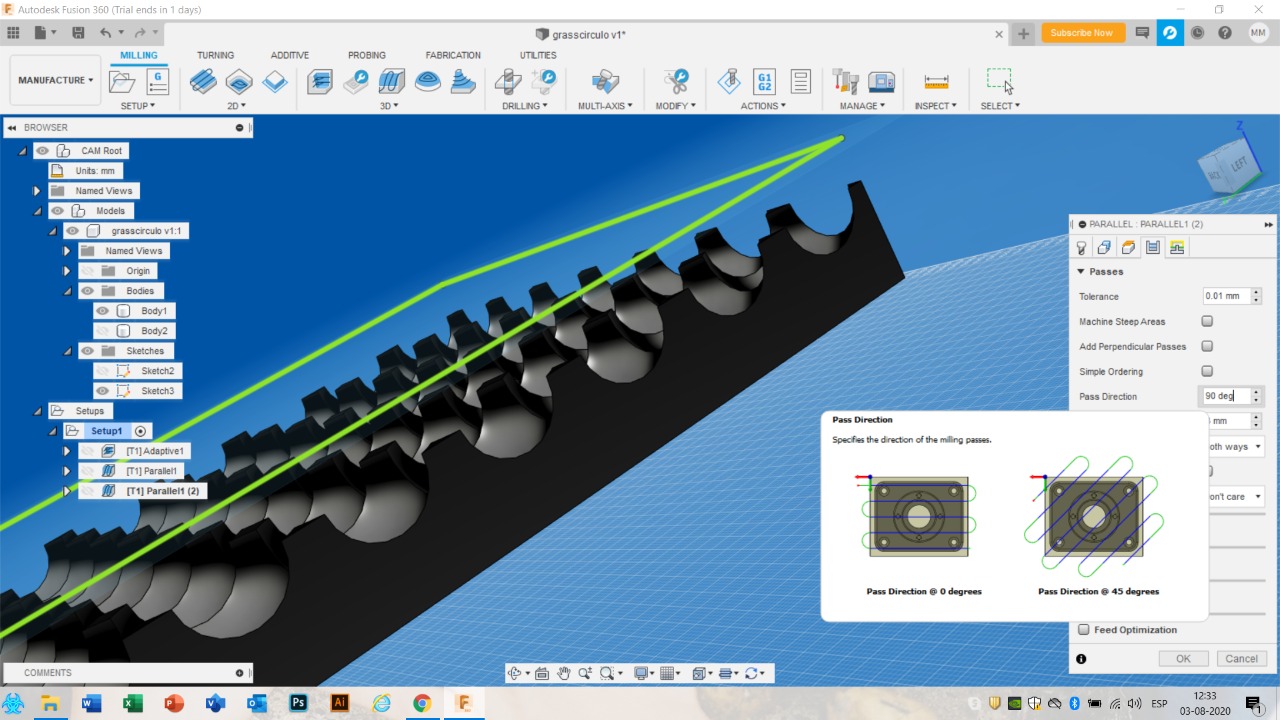 Autodesk Fusion 360 (Trial ends in 1 days)
grasscirculo v1*
Subscribe Now
MM
MILLING
TURNING
ADDITIVE
PROBING
FABRICATION
UTILITIES
MANUFACTURE
G
G1
G2
SETUP
2D
3D
DRILLING
MULTI-AXIS
MODIFY
ACTIONS
MANAGE
INSPECT
SELECT
BROWSER
CAM Root
Units: mm
Named Views
Models
grasscirculo v1:1
Named Views
Origin
Bodies
Body1
Body2
Sketches
Sketch2
Sketch3
Setups
Setup1
[T1] Adaptive1
[T1] Parallel1
[T1] Parallel1 (2)
Z
LEFT
PARALLEL : PARALLEL1 (2)
Passes
Tolerance
0.01 mm
Machine Steep Areas
Add Perpendicular Passes
Simple Ordering
Pass Direction
90 deg
mm
oth ways
on't care
Pass Direction
Specifies the direction of the milling passes.
Pass Direction @ 0 degrees
Pass Direction @ 45 degrees
Feed Optimization
OK
Cancel
COMMENTS
Ps
Ai
ESP
12:33
03-08-2020
1